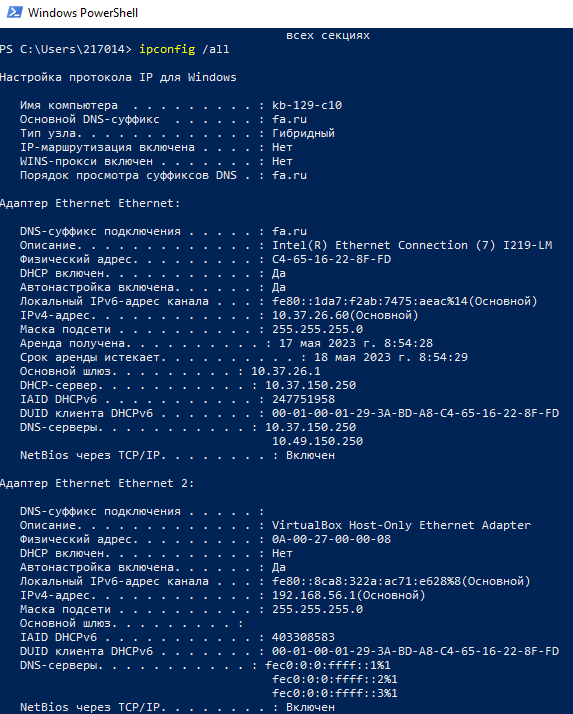 Windows PowerShell
всех секциях
PS C:\Users\217014> ipconfig /all
Настройка протокола IP для Windows
Имя компьютера  . . . . . . . . . : kb-129-c10
Основной DNS-суффикс  . . . . . . : fa.ru
Тип узла. . . . . . . . . . . . . : Гибридный
IP-маршрутизация включена . . . . : Нет
WINS-прокси включен . . . . . . . : Нет
Порядок просмотра суффиксов DNS . : fa.ru
Адаптер Ethernet Ethernet:
DNS-суффикс подключения . . . . . : fa.ru
Описание. . . . . . . . . . . . . : Intel(R) Ethernet Connection (7) I219-LM
Физический адрес. . . . . . . . . : C4-65-16-22-8F-FD
DHCP включен. . . . . . . . . . . : Да
Автонастройка включена. . . . . . : Да
Локальный IPv6-адрес канала . . . : fe80::1da7:f2ab:7475:aeac%14(Основной)
IPv4-адрес. . . . . . . . . . . . : 10.37.26.60(Основной)
Маска подсети . . . . . . . . . . : 255.255.255.0
Аренда получена. . . . . . . . . . : 17 мая 2023 г. 8:54:28
Срок аренды истекает. . . . . . . . . . : 18 мая 2023 г. 8:54:29
Основной шлюз. . . . . . . . . : 10.37.26.1
DHCP-сервер. . . . . . . . . . . : 10.37.150.250
IAID DHCPv6 . . . . . . . . . . . : 247751958
DUID клиента DHCPv6 . . . . . . . : 00-01-00-01-29-3A-BD-A8-C4-65-16-22-8F-FD
DNS-серверы. . . . . . . . . . . : 10.37.150.250
10.49.150.250
NetBios через TCP/IP. . . . . . . . : Включен
Адаптер Ethernet Ethernet 2:
DNS-суффикс подключения . . . . . :
Описание. . . . . . . . . . . . . : VirtualBox Host-Only Ethernet Adapter
Физический адрес. . . . . . . . . : 0A-00-27-00-00-08
DHCP включен. . . . . . . . . . . : Нет
Автонастройка включена. . . . . . : Да
Локальный IPv6-адрес канала . . . : fe80::8ca8:322a:ac71:e628%8(Основной)
IPv4-адрес. . . . . . . . . . . . : 192.168.56.1(Основной)
Маска подсети . . . . . . . . . . : 255.255.255.0
Основной шлюз. . . . . . . . . :
IAID DHCPv6 . . . . . . . . . . . : 403308583
DUID клиента DHCPv6 . . . . . . . : 00-01-00-01-29-3A-BD-A8-C4-65-16-22-8F-FD
DNS-серверы. . . . . . . . . . . : fec0:0:0:ffff::1%1
fec0:0:0:ffff::2%1
fec0:0:0:ffff::3%1
NetBios через TCP/IP. . . . . . . . : Включен